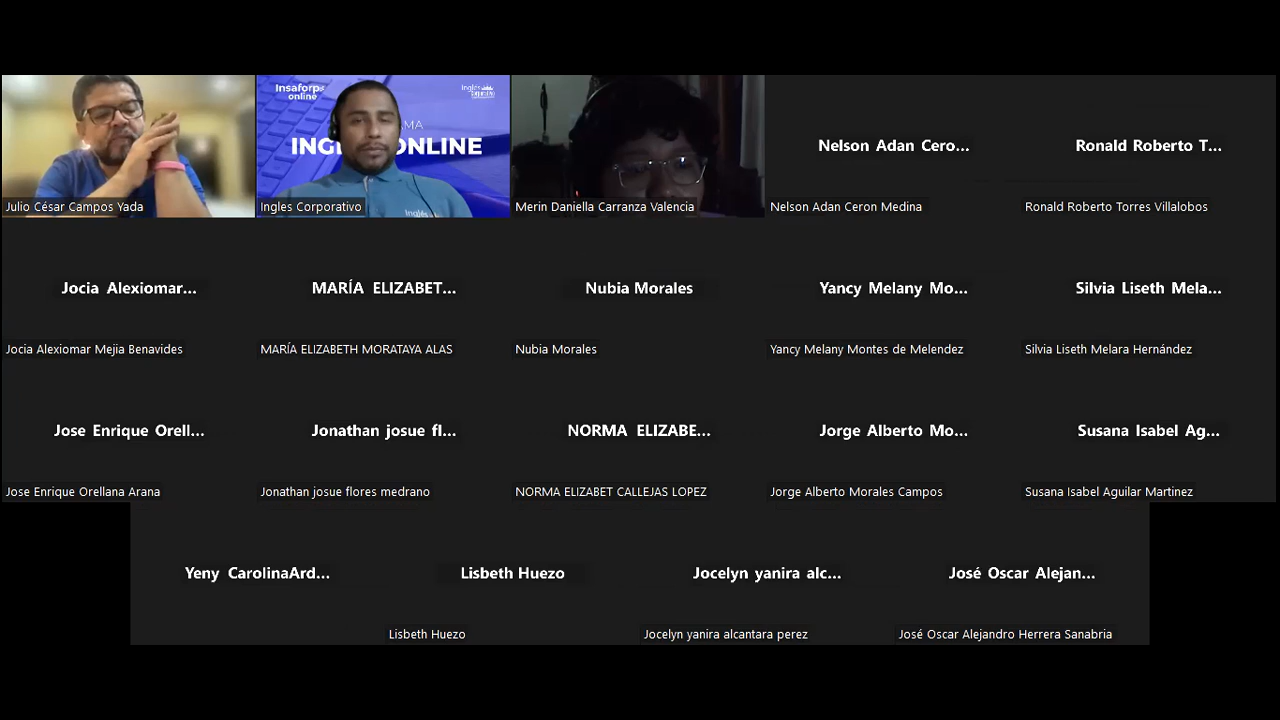 Insaforp
online
Inglés
corporativo
INGL ONLINE
Julio César Campos Yada
Ingles Corporativo
Inglés
Merin Daniella Carranza Valencia
Nelson Adan Cero...
Nelson Adan Ceron Medina
Ronald Roberto T...
Ronald Roberto Torres Villalobos
Jocia Alexiomar...
Jocia Alexiomar Mejia Benavides
MARÍA ELIZABET...
MARÍA ELIZABETH MORATAYA ALAS
Nubia Morales
Nubia Morales
Yancy Melany Mo...
Yancy Melany Montes de Melendez
Silvia Liseth Mela...
Silvia Liseth Melara Hernández
Jose Enrique Orell...
Jose Enrique Orellana Arana
Jonathan josue fl...
Jonathan josue flores medrano
NORMA ELIZABE...
NORMA ELIZABET CALLEJAS LOPEZ
Jorge Alberto Mo...
Jorge Alberto Morales Campos
Susana Isabel Ag...
Susana Isabel Aguilar Martinez
Yeny CarolinaArd...
Lisbeth Huezo
Lisbeth Huezo
Jocelyn yanira alc...
Jocelyn yanira alcantara perez
José Oscar Alejan...
José Oscar Alejandro Herrera Sanabria